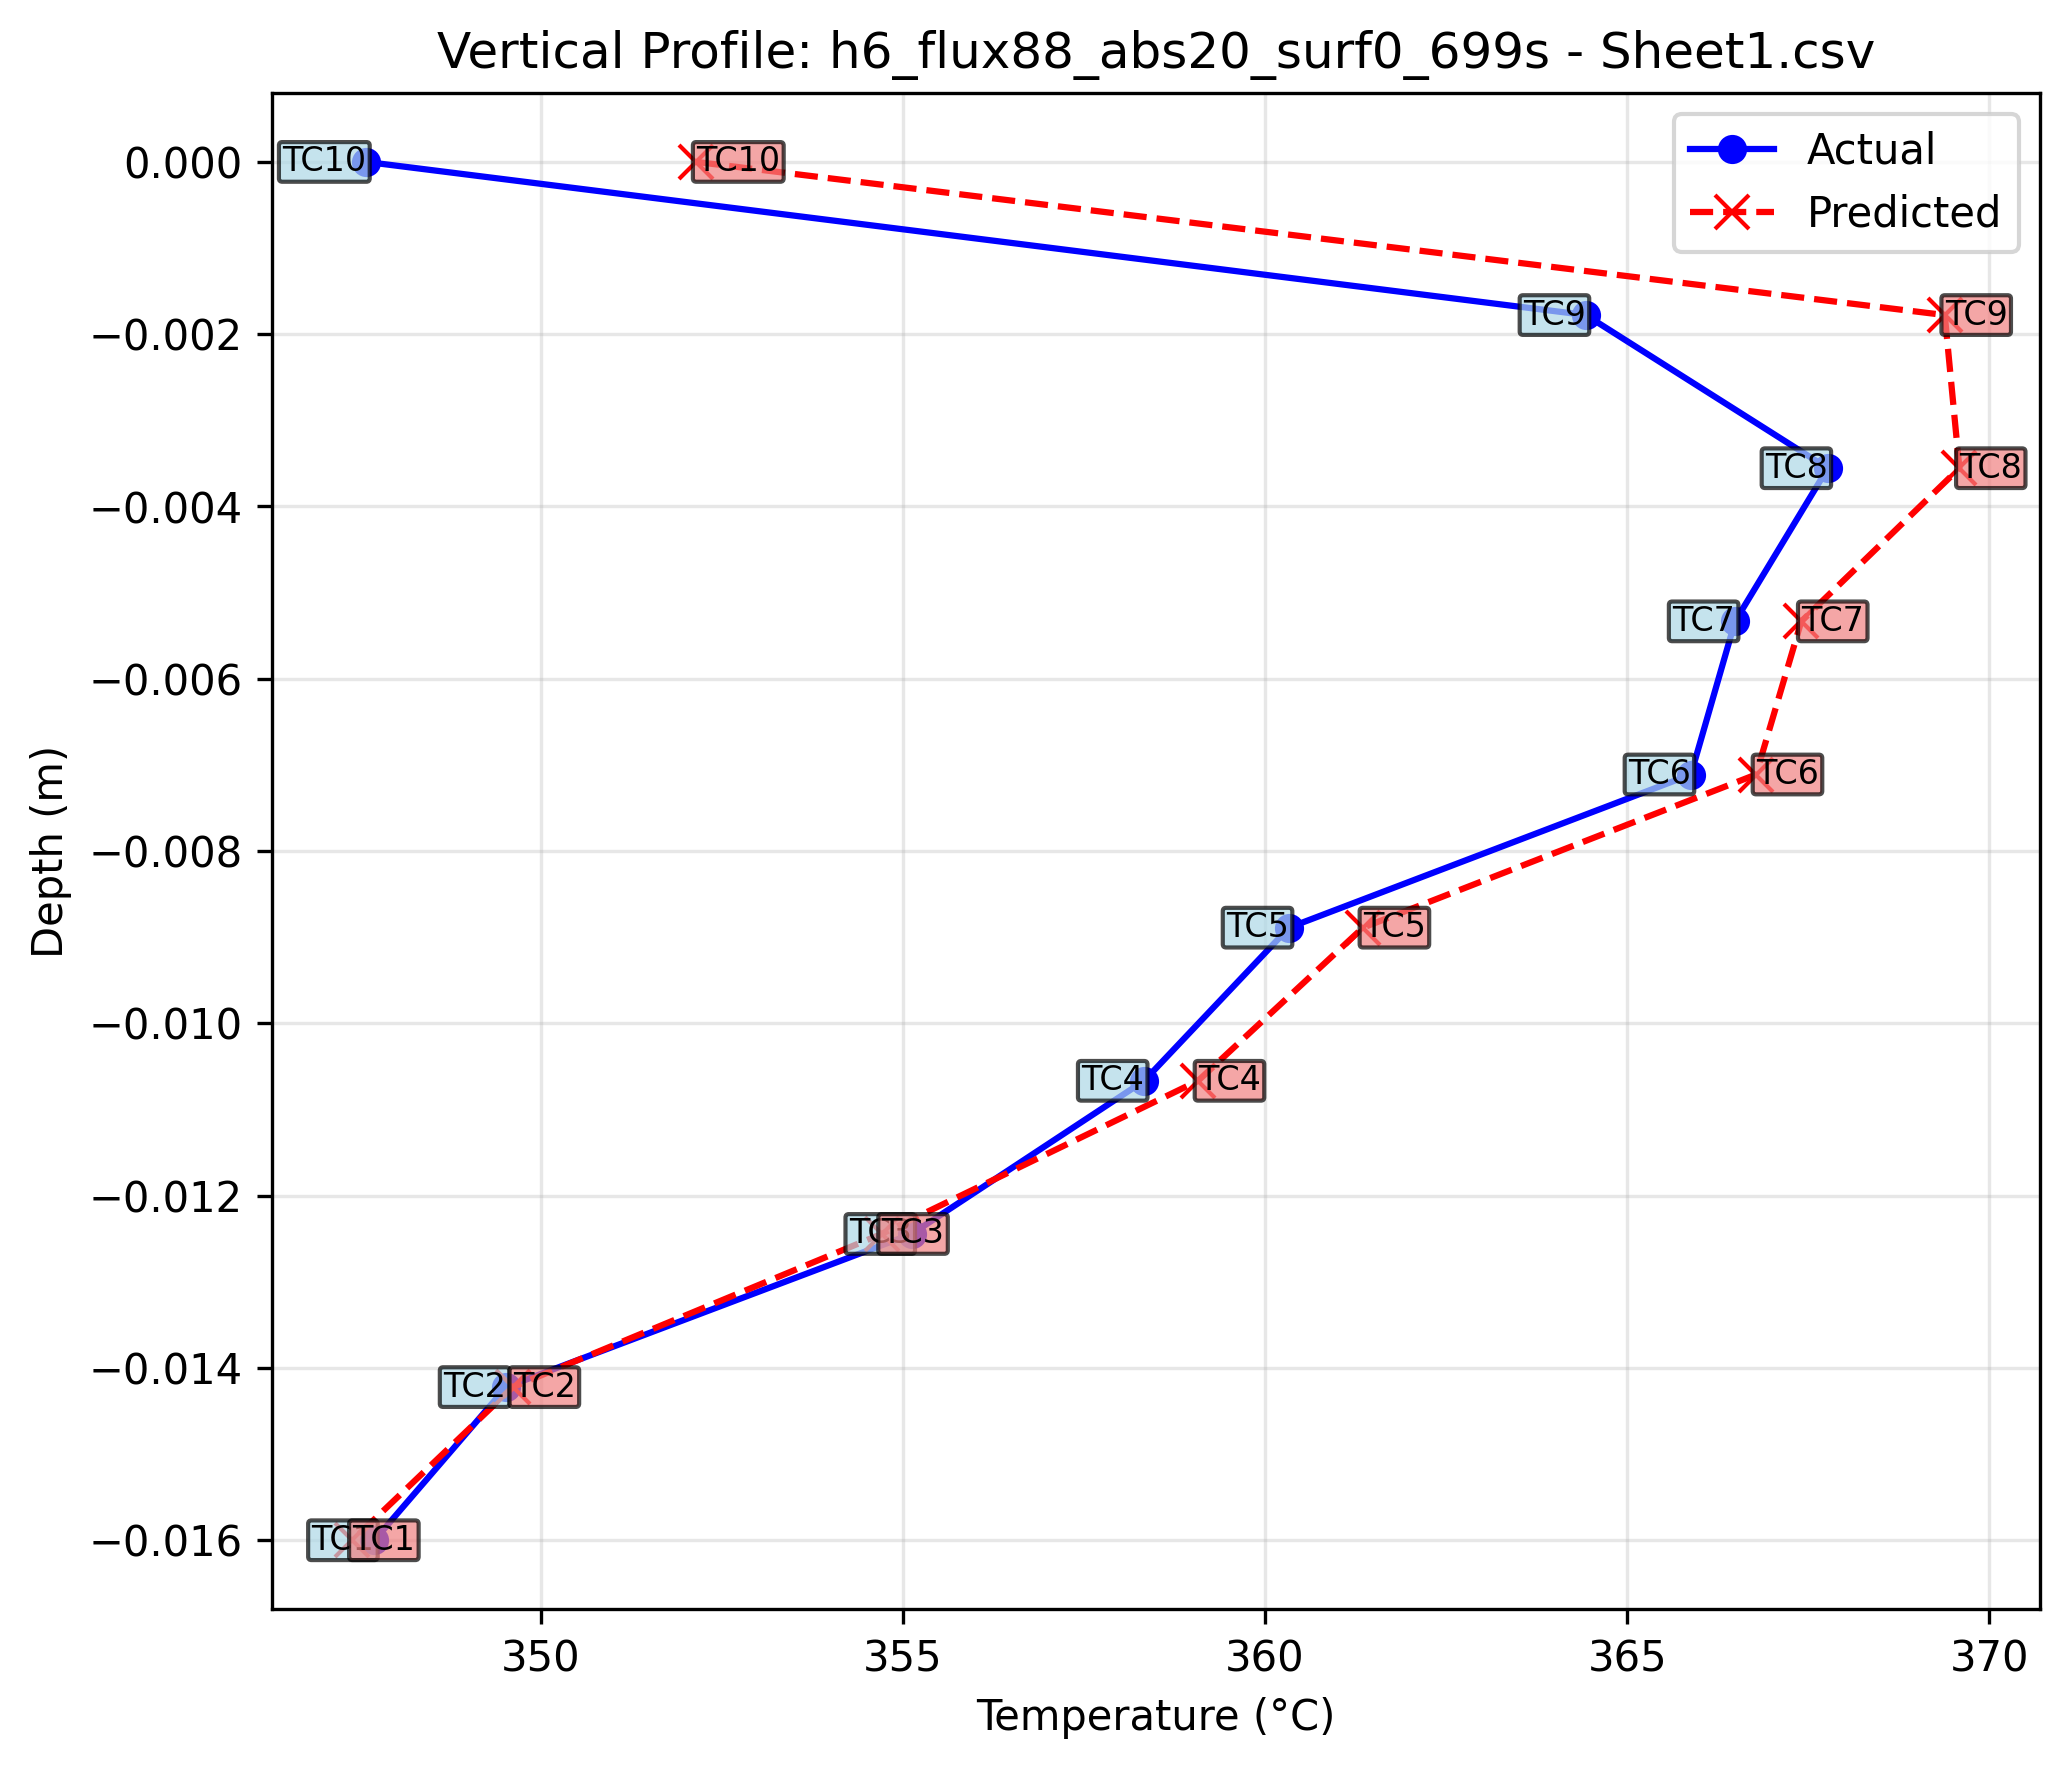 Vertical Profile: h6_flux88_abs20_surf0_699s - Sheet1.csv
Actual
Predicted
0.000
−0.002
−0.004
−0.006
−0.008
−0.010
−0.012
−0.014
−0.016
Depth (m)
TC10
TC10
TC9
TC9
TC8
TC8
TC7
TC7
TC6
TC6
TC5
TC5
TC4
TC4
TC3
TC2
TC2
TC1
350
355
360
365
370
Temperature (°C)